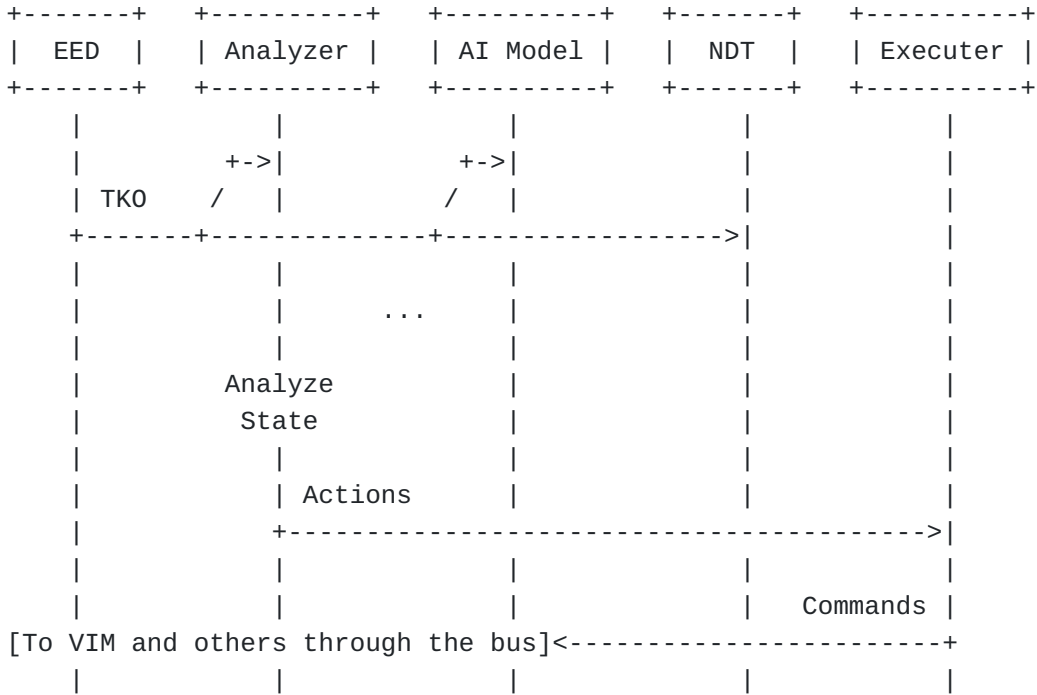 EED Analyzer AI Model NDT Executer
TKO
...
Analyze
State
Actions
Commands
[To VIM and others through the bus]